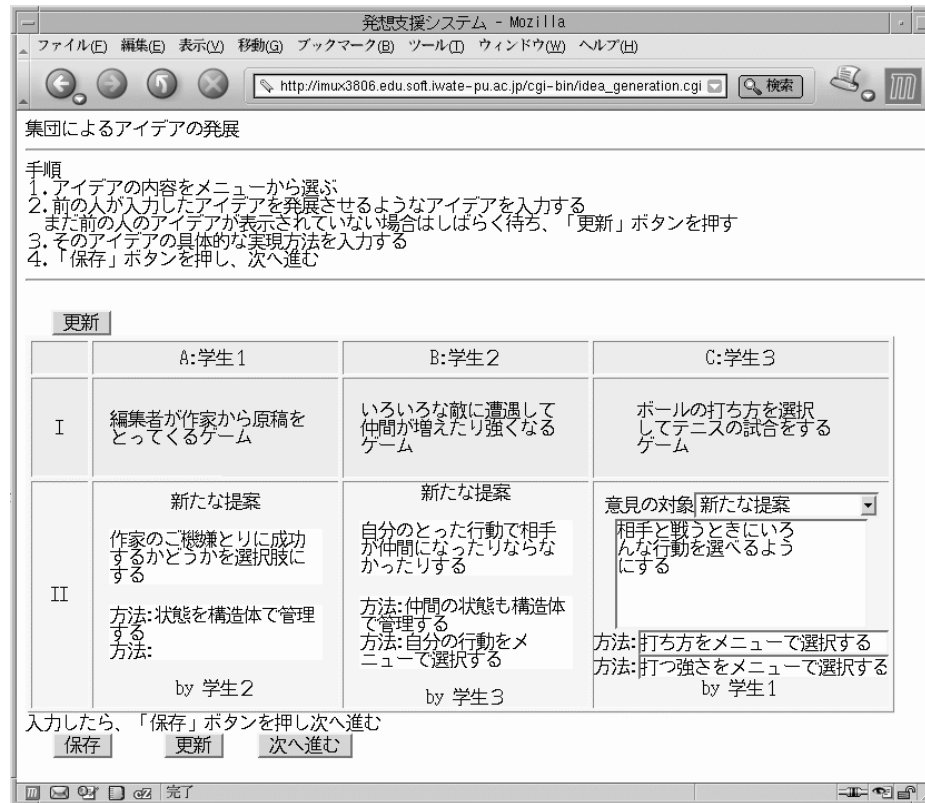 発想支援システム - Mozilla
ファイル(F) 編集(E) 表示(V) 移動(G) ブックマーク(B) ツール(T) ウィンドウ(W) ヘルプ(H)
http://imux3806.edu.soft.iwate-pu.ac.jp/cgi-bin/idea_generation.cgi 検索
集団によるアイデアの発展
手順
1.アイデアの内容をメニューから選ぶ
2.前の人が入力したアイデアを発展させるようなアイデアを入力する
まだ前の人のアイデアが表示されていない場合はしばらく待ち、「更新」ボタンを押す
3.そのアイデアの具体的な実現方法を入力する
4.「保存」ボタンを押し、次へ進む
更新
A:学生1 B:学生2 C:学生3
I
編集者が作家から原稿を
とってくるゲーム
いろいろな敵に遭遇して
仲間が増えたり強くなる
ゲーム
ボールの打ち方を選択
してテニスの試合をする
ゲーム
II
新たな提案
作家のご機嫌とりに成功
するかどうかを選択肢に
する
方法:状態を構造体で管理
する
方法:
by 学生2
新たな提案
自分のとった行動で相手
が仲間になったりならな
かったりする
方法:仲間の状態も構造体
で管理する
方法:自分の行動をメ
ニューで選択する
by 学生3
意見の対象 新たな提案
相手と戦うときにいろ
んな行動を選べるよう
にする
方法:打ち方をメニューで選択する
方法:打つ強さをメニューで選択する
by 学生1
入力したら、「保存」ボタンを押し次へ進む
保存 更新 次へ進む
完了